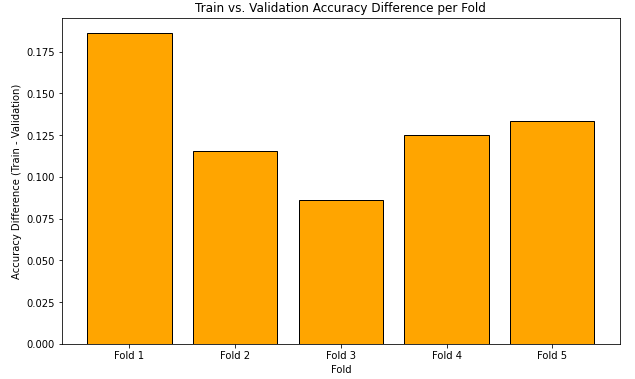 Train vs. Validation Accuracy Difference per Fold
Accuracy Difference (Train - Validation)
0.175
0.150
0.125
0.100
0.075
0.050
0.025
0.000
Fold 1 Fold 2 Fold 3 Fold 4 Fold 5
Fold